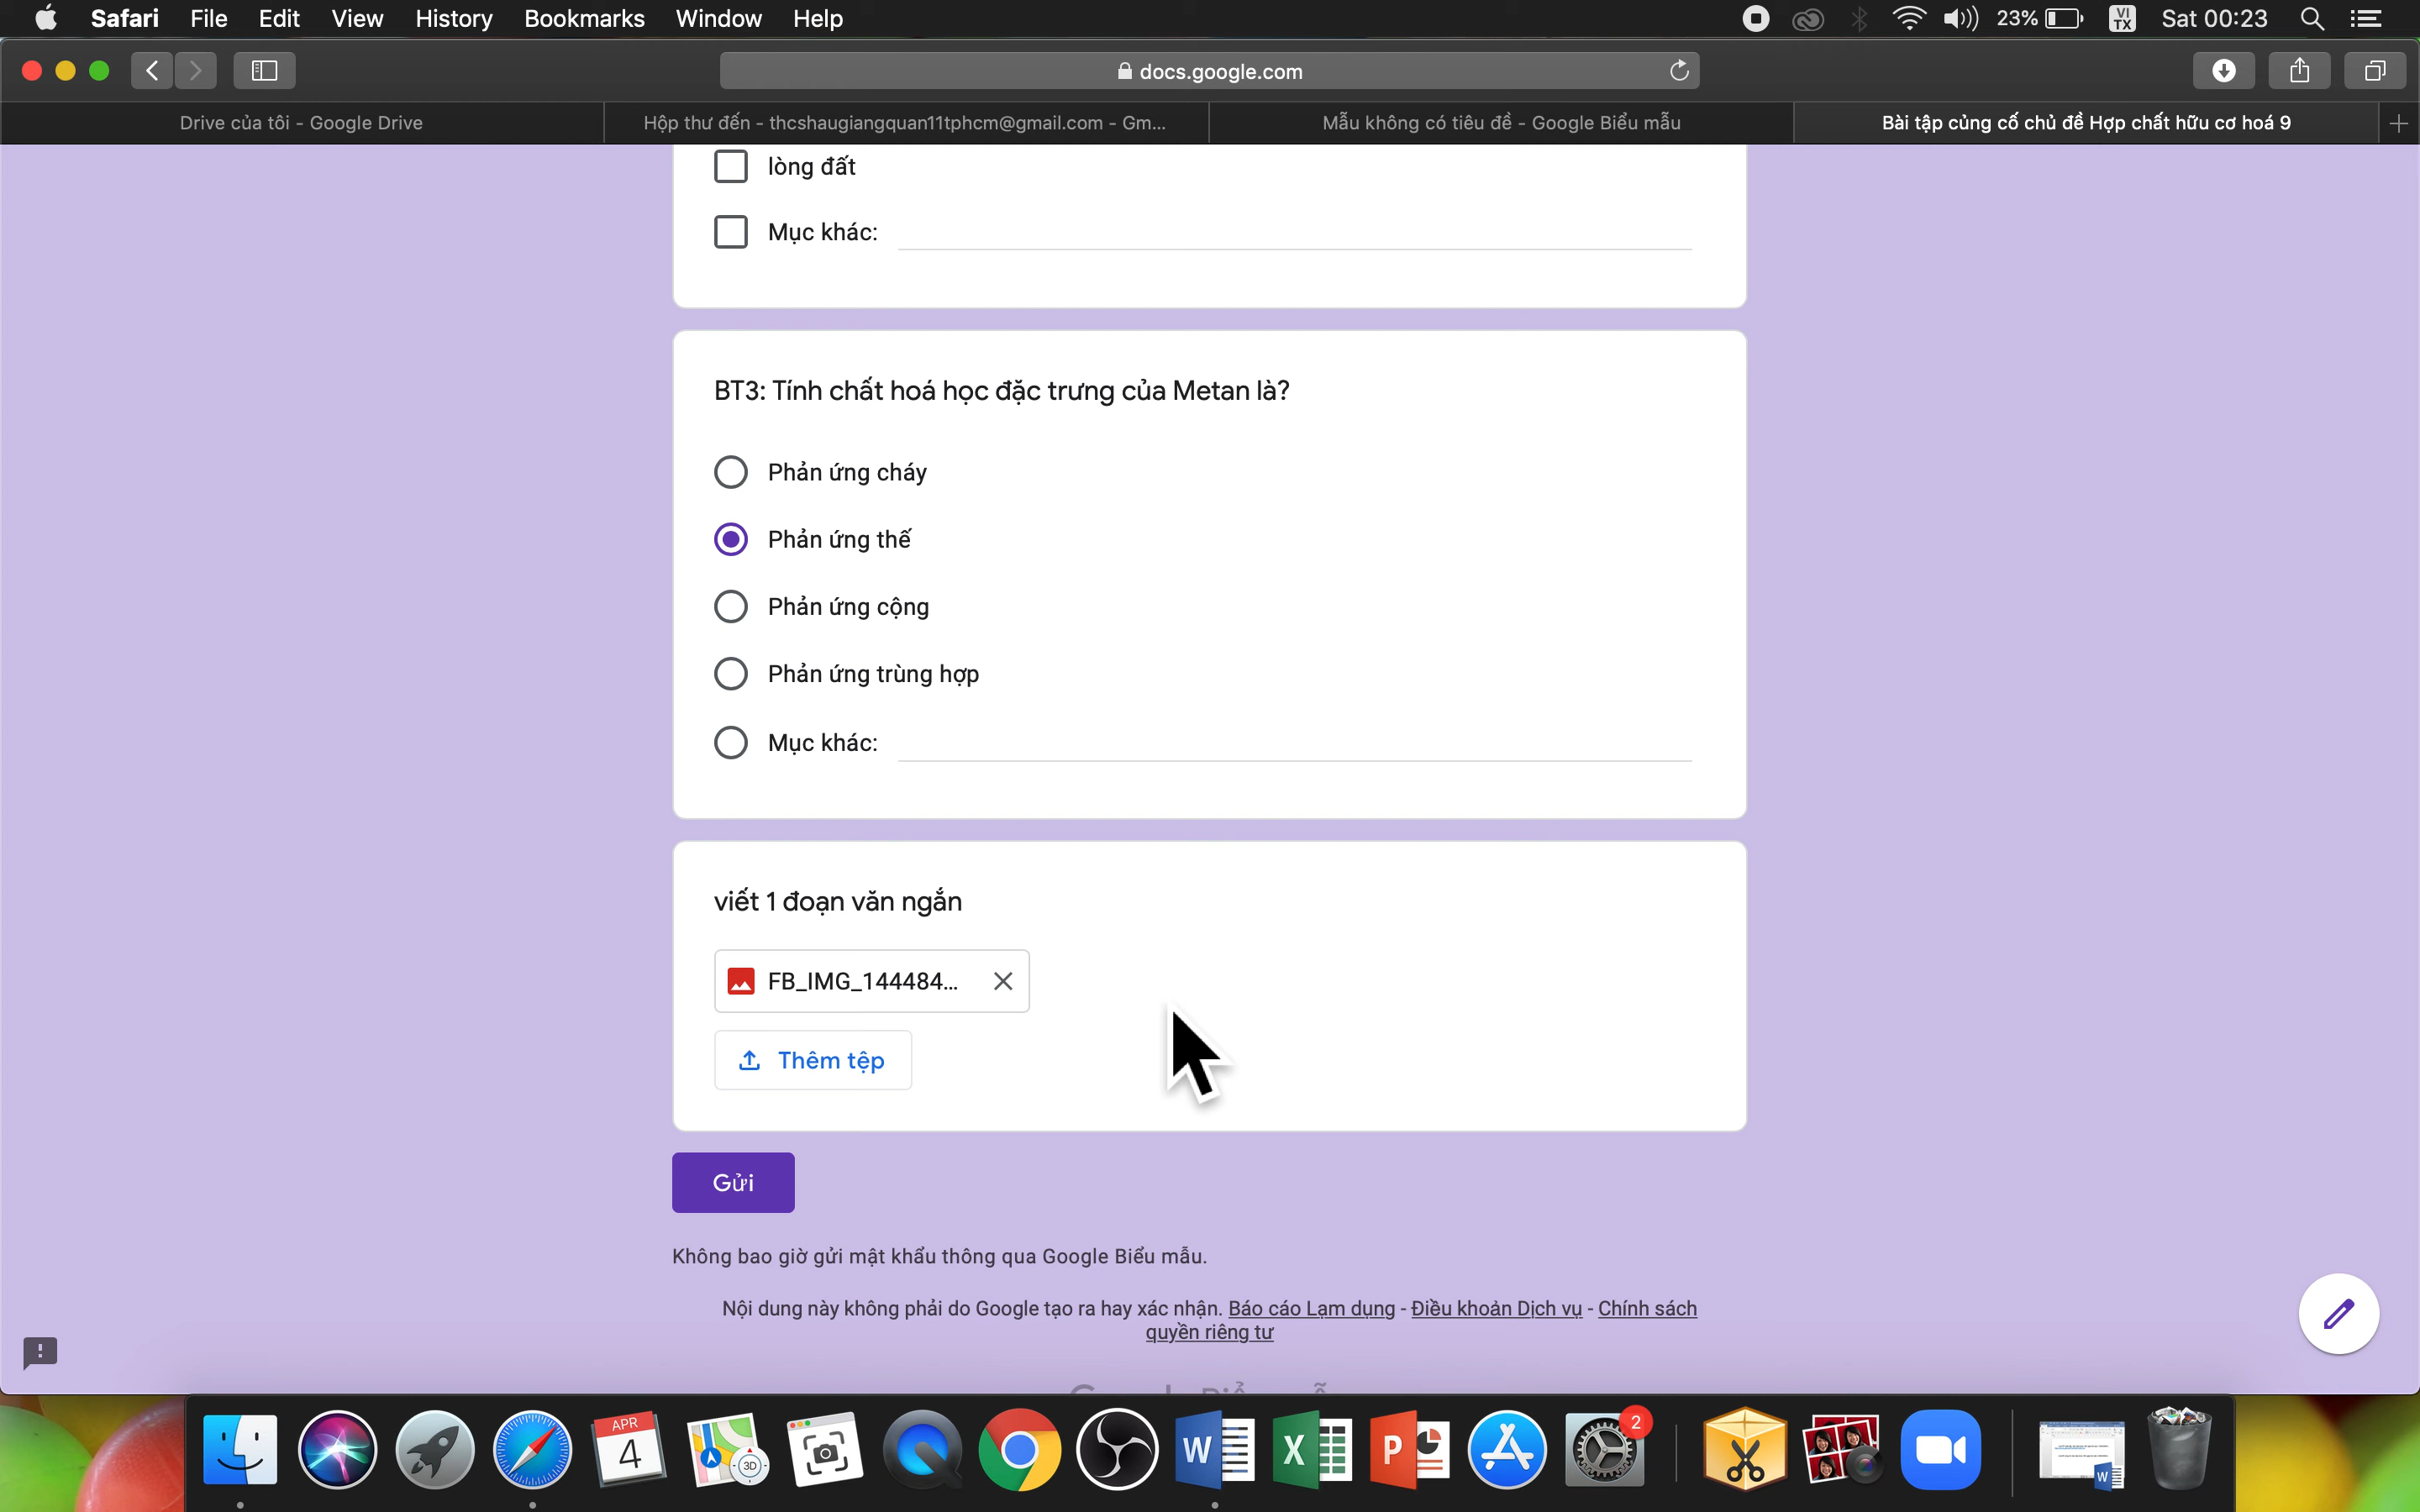 Safari File Edit View History Bookmarks Window Help 23% VI TX Sat 00:23
docs.google.com
Drive của tôi - Google Drive Hộp thư đến - thcshaugiangquan11tphcm@gmail.com - Gm... Mẫu không có tiêu đề - Google Biểu mẫu Bài tập củng cố chủ đề Hợp chất hữu cơ hoá 9
lòng đất
Mục khác:
BT3: Tính chất hoá học đặc trưng của Metan là?
Phản ứng cháy
Phản ứng thế
Phản ứng cộng
Phản ứng trùng hợp
Mục khác:
viết 1 đoạn văn ngắn
FB_IMG_144484...
Thêm tệp
Gửi
Không bao giờ gửi mật khẩu thông qua Google Biểu mẫu.
Nội dung này không phải do Google tạo ra hay xác nhận. Báo cáo Lạm dụng - Điều khoản Dịch vụ - Chính sách
quyền riêng tư
APR
4
3D
W
X
P
2
W